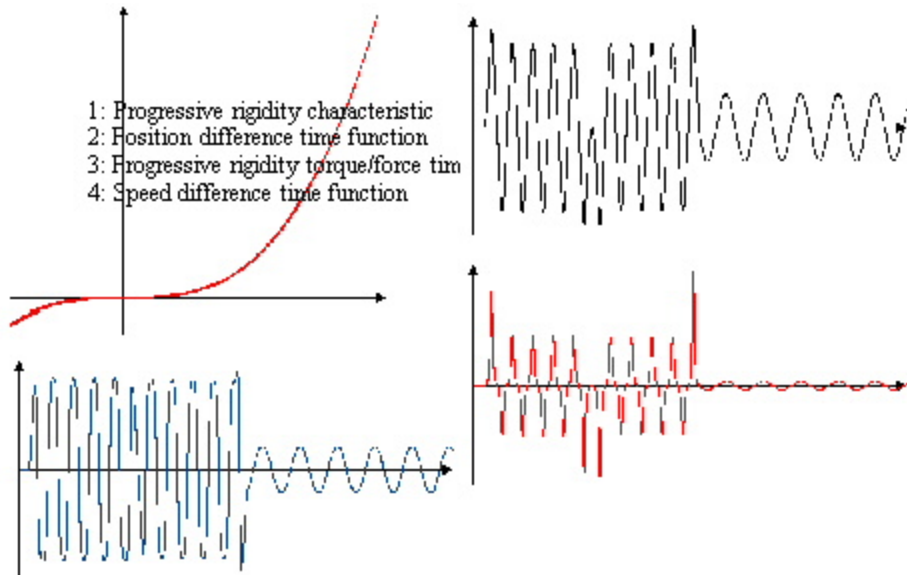 1: Progressive rigidity characteristic
2: Position difference time function
3: Progressive rigidity torque/force tim
4: Speed difference time function